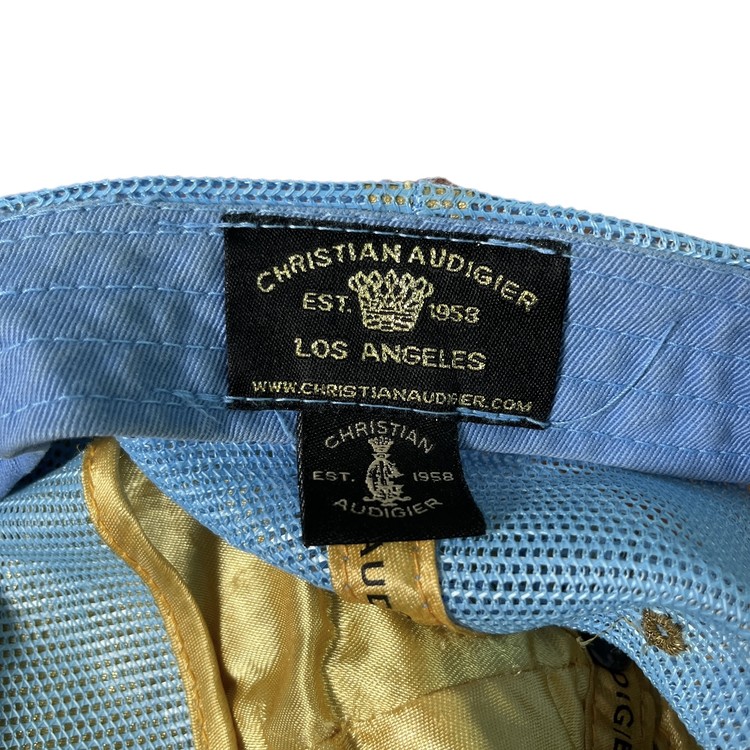 CHRISTIAN AUDIGIER
EST. 1958
LOS ANGELES
WWW.CHRISTIANAUDIGIER.COM
CHRISTIAN
EST. 1958
AUDIGIER